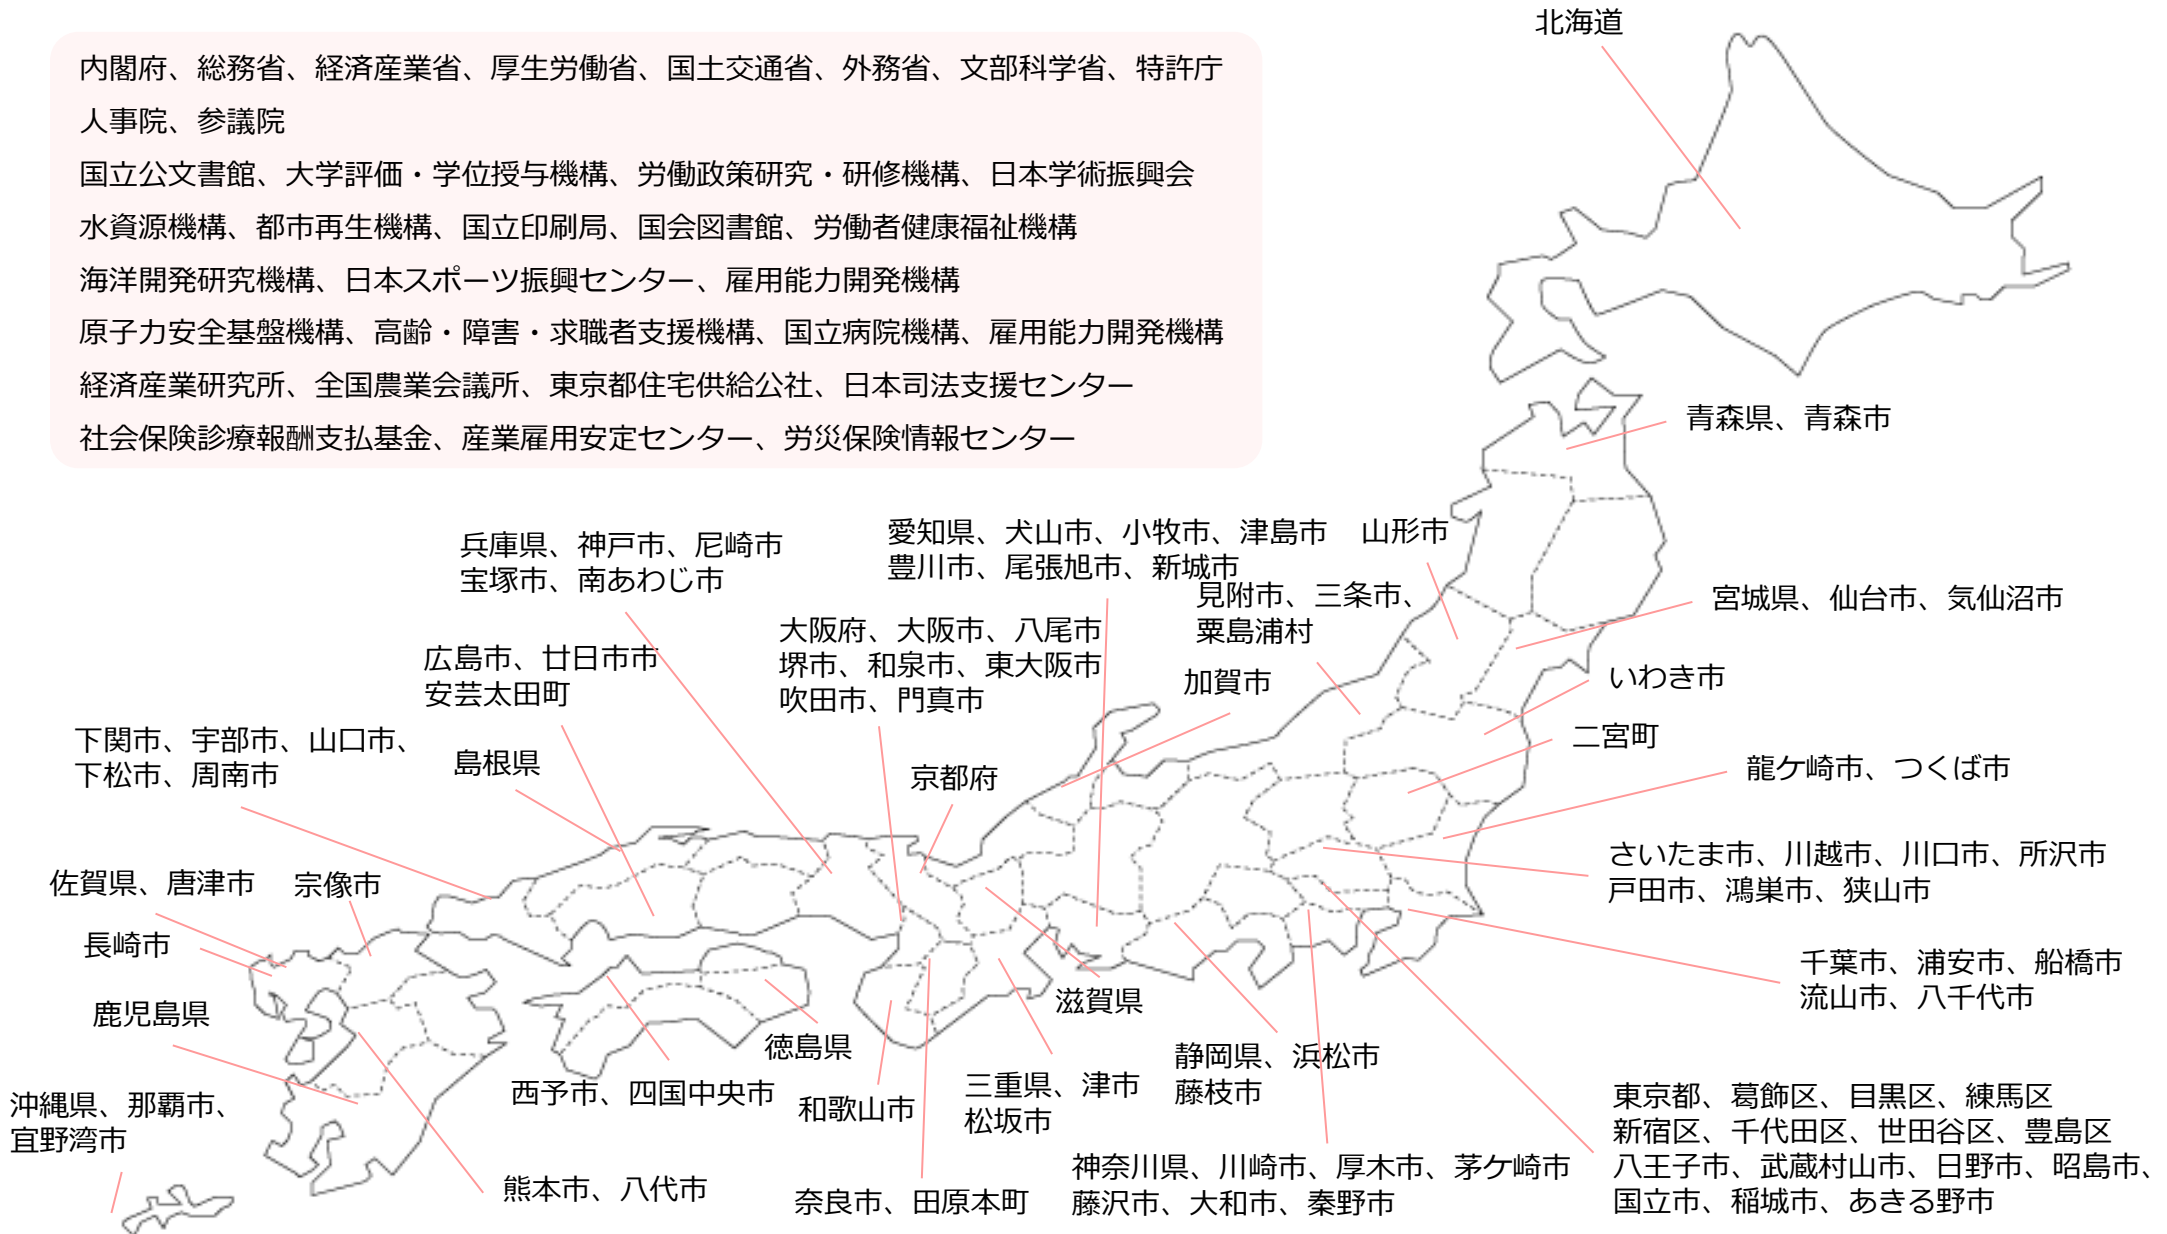 内閣府、総務省、経済産業省、厚生労働省、国土交通省、外務省、文部科学省、特許庁
人事院、参議院
国立公文書館、大学評価・学位授与機構、労働政策研究・研修機構、日本学術振興会
水資源機構、都市再生機構、国立印刷局、国会図書館、労働者健康福祉機構
海洋開発研究機構、日本スポーツ振興センター、雇用能力開発機構
原子力安全基盤機構、高齢・障害・求職者支援機構、国立病院機構、雇用能力開発機構
経済産業研究所、全国農業会議所、東京都住宅供給公社、日本司法支援センター
社会保険診療報酬支払基金、産業雇用安定センター、労災保険情報センター
北海道
青森県、青森市
山形市
宮城県、仙台市、気仙沼市
見附市、三条市、
粟島浦村
いわき市
二宮町
龍ケ崎市、つくば市
さいたま市、川越市、川口市、所沢市
戸田市、鴻巣市、狭山市
千葉市、浦安市、船橋市
流山市、八千代市
東京都、葛飾区、目黒区、練馬区
新宿区、千代田区、世田谷区、豊島区
八王子市、武蔵村山市、日野市、昭島市、
国立市、稲城市、あきる野市
神奈川県、川崎市、厚木市、茅ケ崎市
藤沢市、大和市、秦野市
静岡県、浜松市
藤枝市
愛知県、犬山市、小牧市、津島市
豊川市、尾張旭市、新城市
加賀市
滋賀県
三重県、津市
松坂市
京都府
大阪府、大阪市、八尾市
堺市、和泉市、東大阪市
吹田市、門真市
奈良市、田原本町
和歌山市
兵庫県、神戸市、尼崎市
宝塚市、南あわじ市
広島市、廿日市市
安芸太田町
島根県
下関市、宇部市、山口市、
下松市、周南市
徳島県
西予市、四国中央市
佐賀県、唐津市
宗像市
長崎市
鹿児島県
熊本市、八代市
沖縄県、那覇市、
宜野湾市